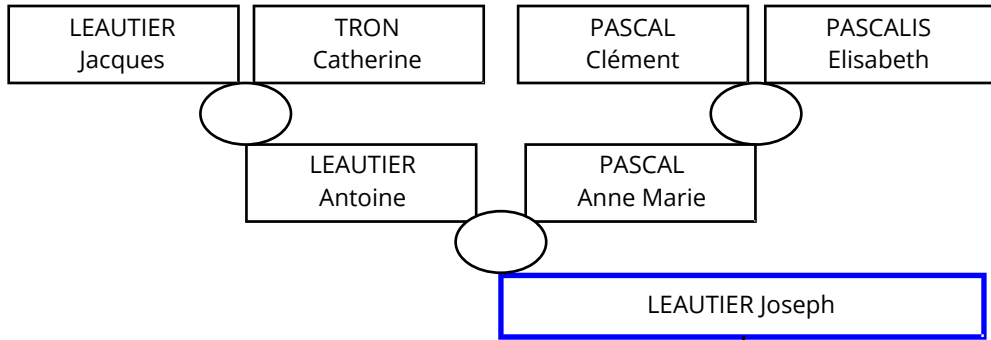 LEAUTIER
Jacques
TRON
Catherine
PASCAL
Clément
PASCALIS
Elisabeth
LEAUTIER
Antoine
PASCAL
Anne Marie
LEAUTIER Joseph